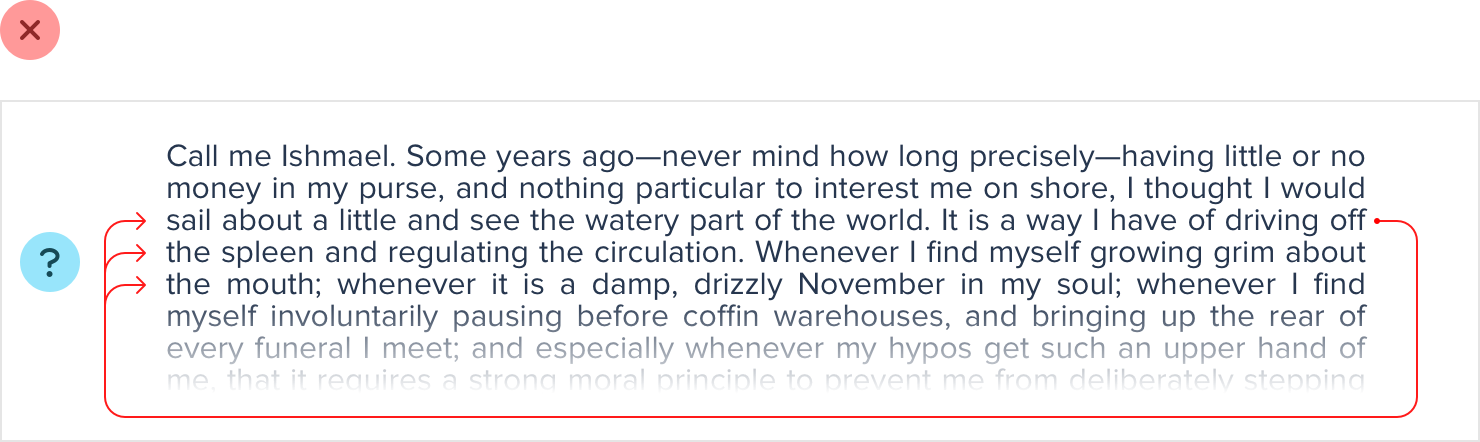 Call me Ishmael. Some years ago—never mind how long precisely—having little or no
money in my purse, and nothing particular to interest me on shore, I thought I would
sail about a little and see the watery part of the world. It is a way I have of driving off
?
the spleen and regulating the circulation. Whenever I find myself growing grim about
the mouth; whenever it is a damp, drizzly November in my soul; whenever I find
myself involuntarily pausing before coffin warehouses, and bringing up the rear of
every funeral I meet; and especially whenever my hypos get such an upper hand of
me, that it requires a strong moral principle to prevent me from deliberately stepping